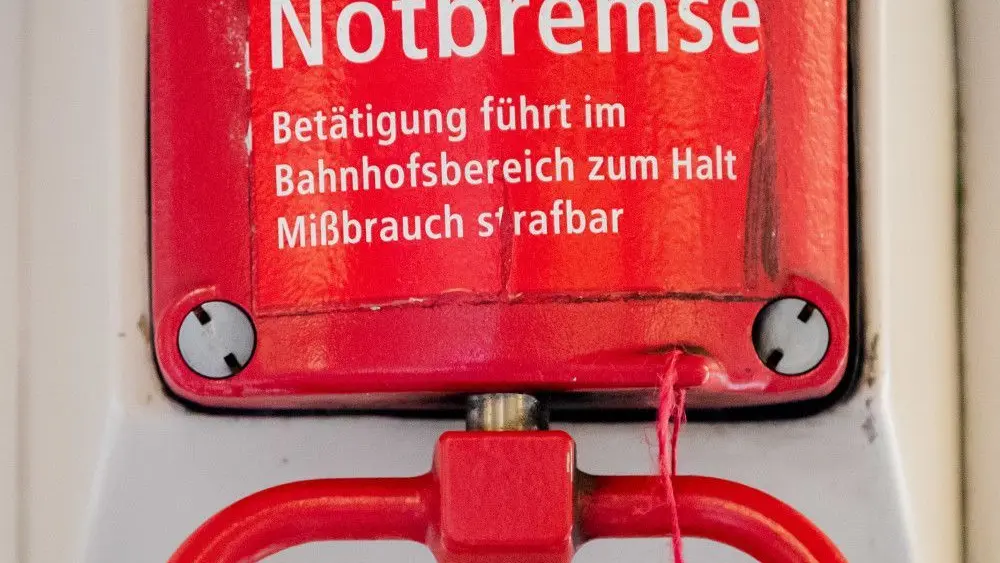 Notbremse
Betätigung führt im
Bahnhofsbereich zum Halt
Mißbrauch strafbar